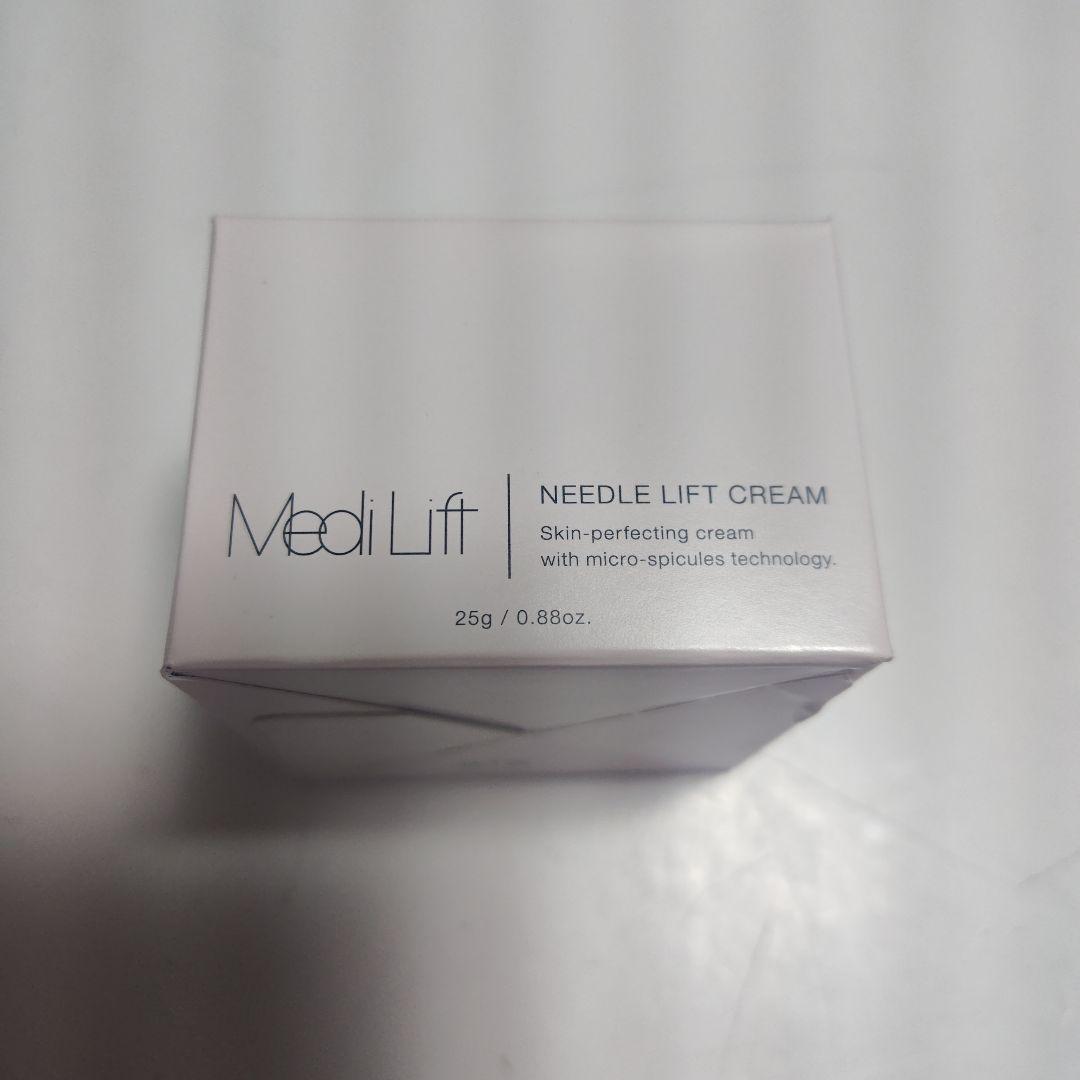 Medi Lift
NEEDLE LIFT CREAM
Skin-perfecting cream
with micro-spicules technology.
25g / 0.88oz.